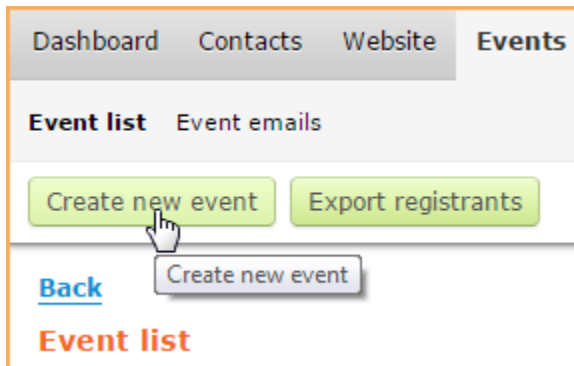 Dashboard Contacts Website Events
Event list Event emails
Create new event Export registrants
Create new event
Back
Event list